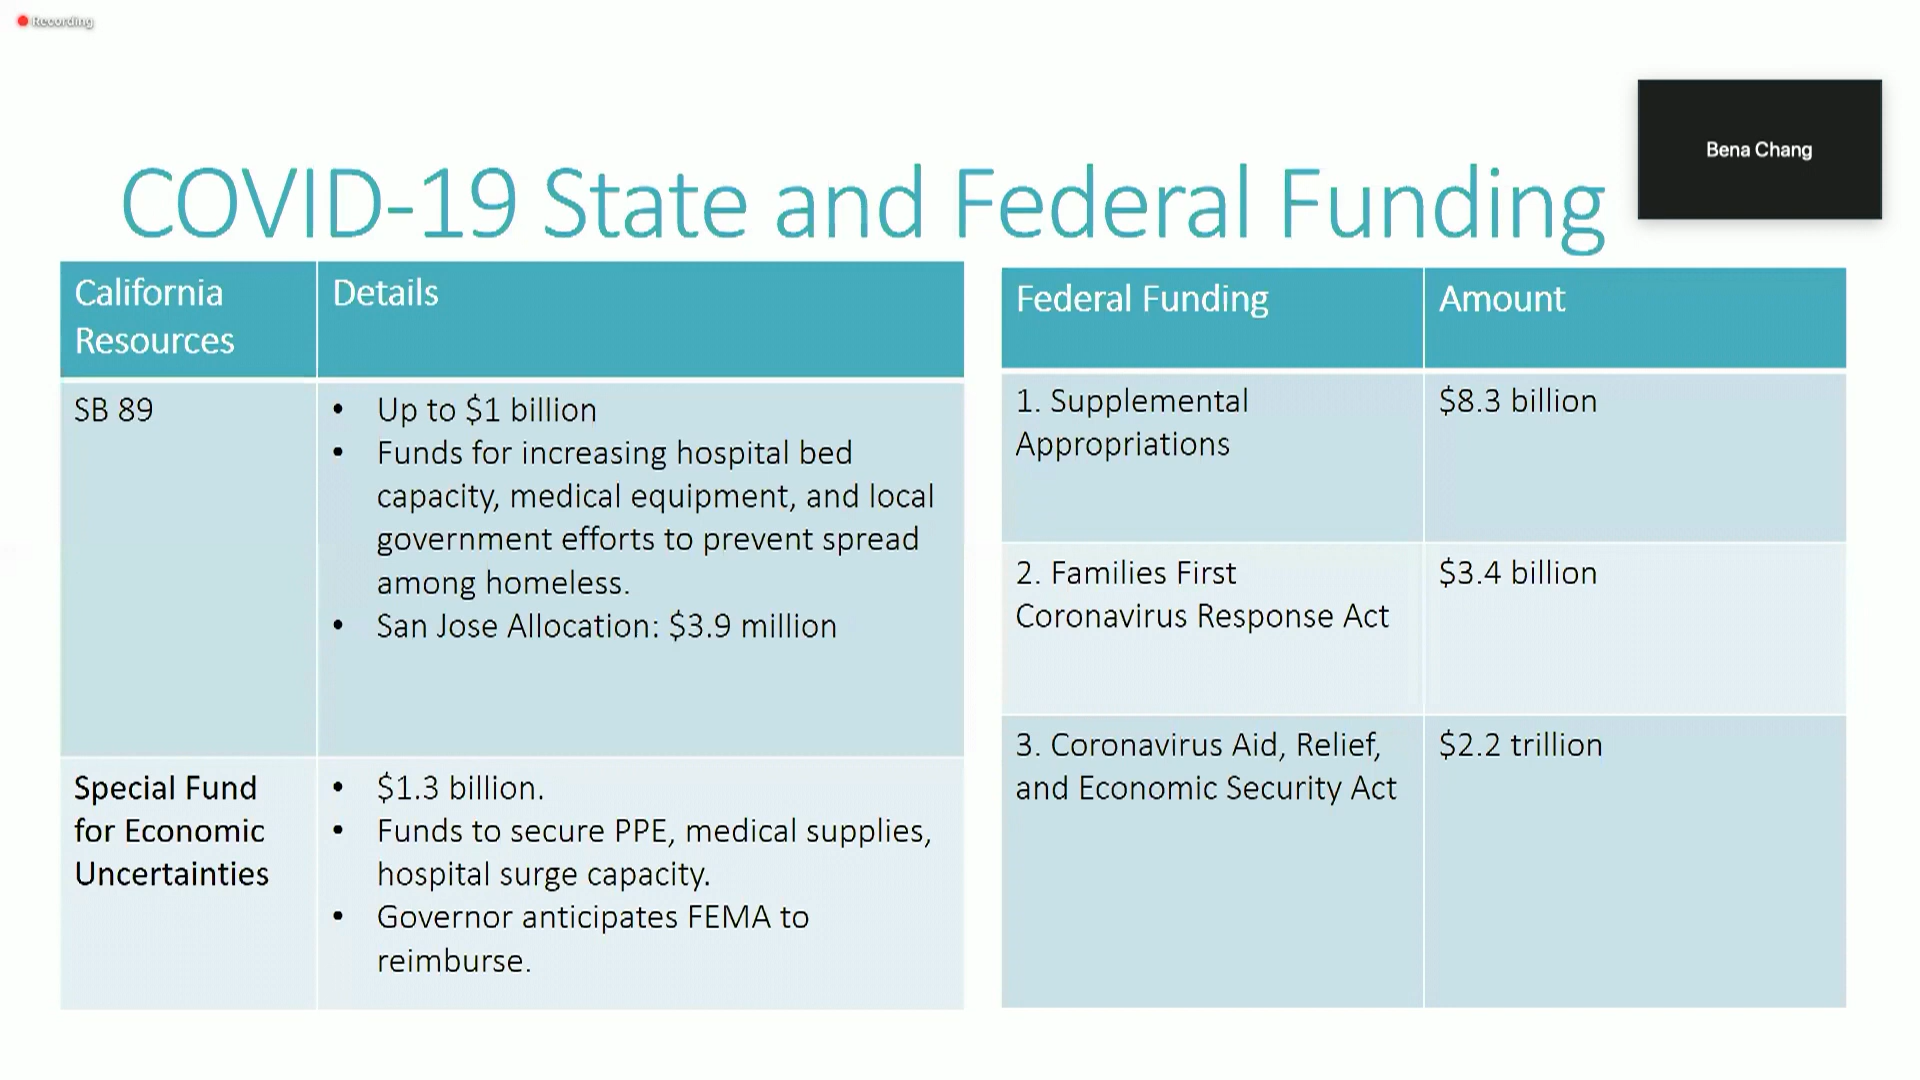 Recording
Bena Chang
COVID-19 State and Federal Funding
California
Resources
Details
SB 89
• Up to $1 billion
• Funds for increasing hospital bed
capacity, medical equipment, and local
government efforts to prevent spread
among homeless.
• San Jose Allocation: $3.9 million
Special Fund
for Economic
Uncertainties
• $1.3 billion.
• Funds to secure PPE, medical supplies,
hospital surge capacity.
• Governor anticipates FEMA to
reimburse.
Federal Funding
Amount
1. Supplemental
Appropriations
$8.3 billion
2. Families First
Coronavirus Response Act
$3.4 billion
3. Coronavirus Aid, Relief,
and Economic Security Act
$2.2 trillion